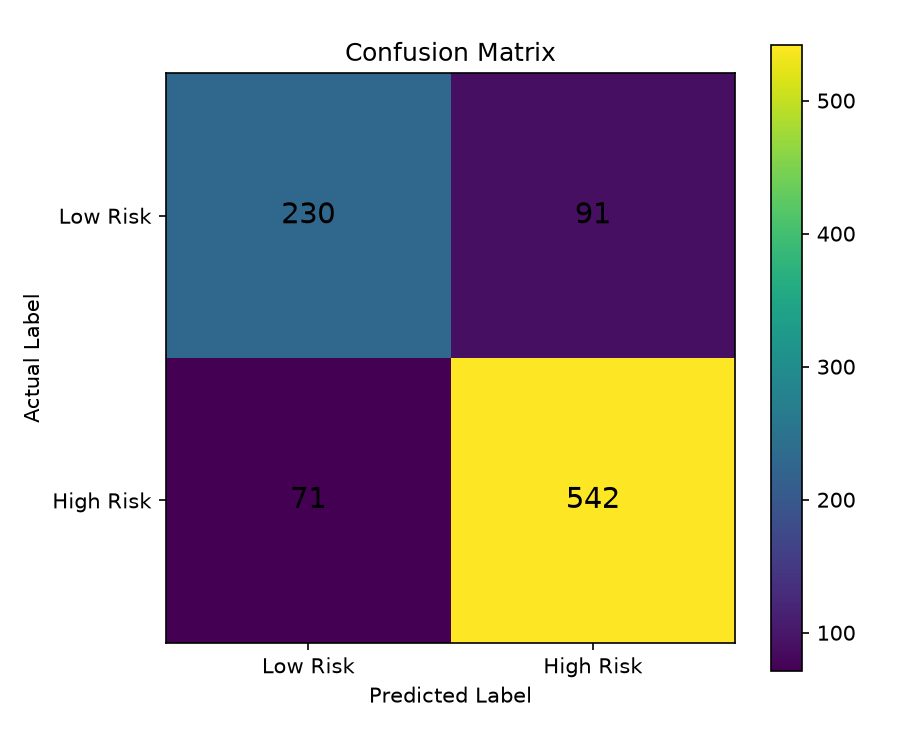 Confusion Matrix
500
400
300
200
100
Actual Label
Low Risk
230
91
High Risk
71
542
Low Risk
High Risk
Predicted Label